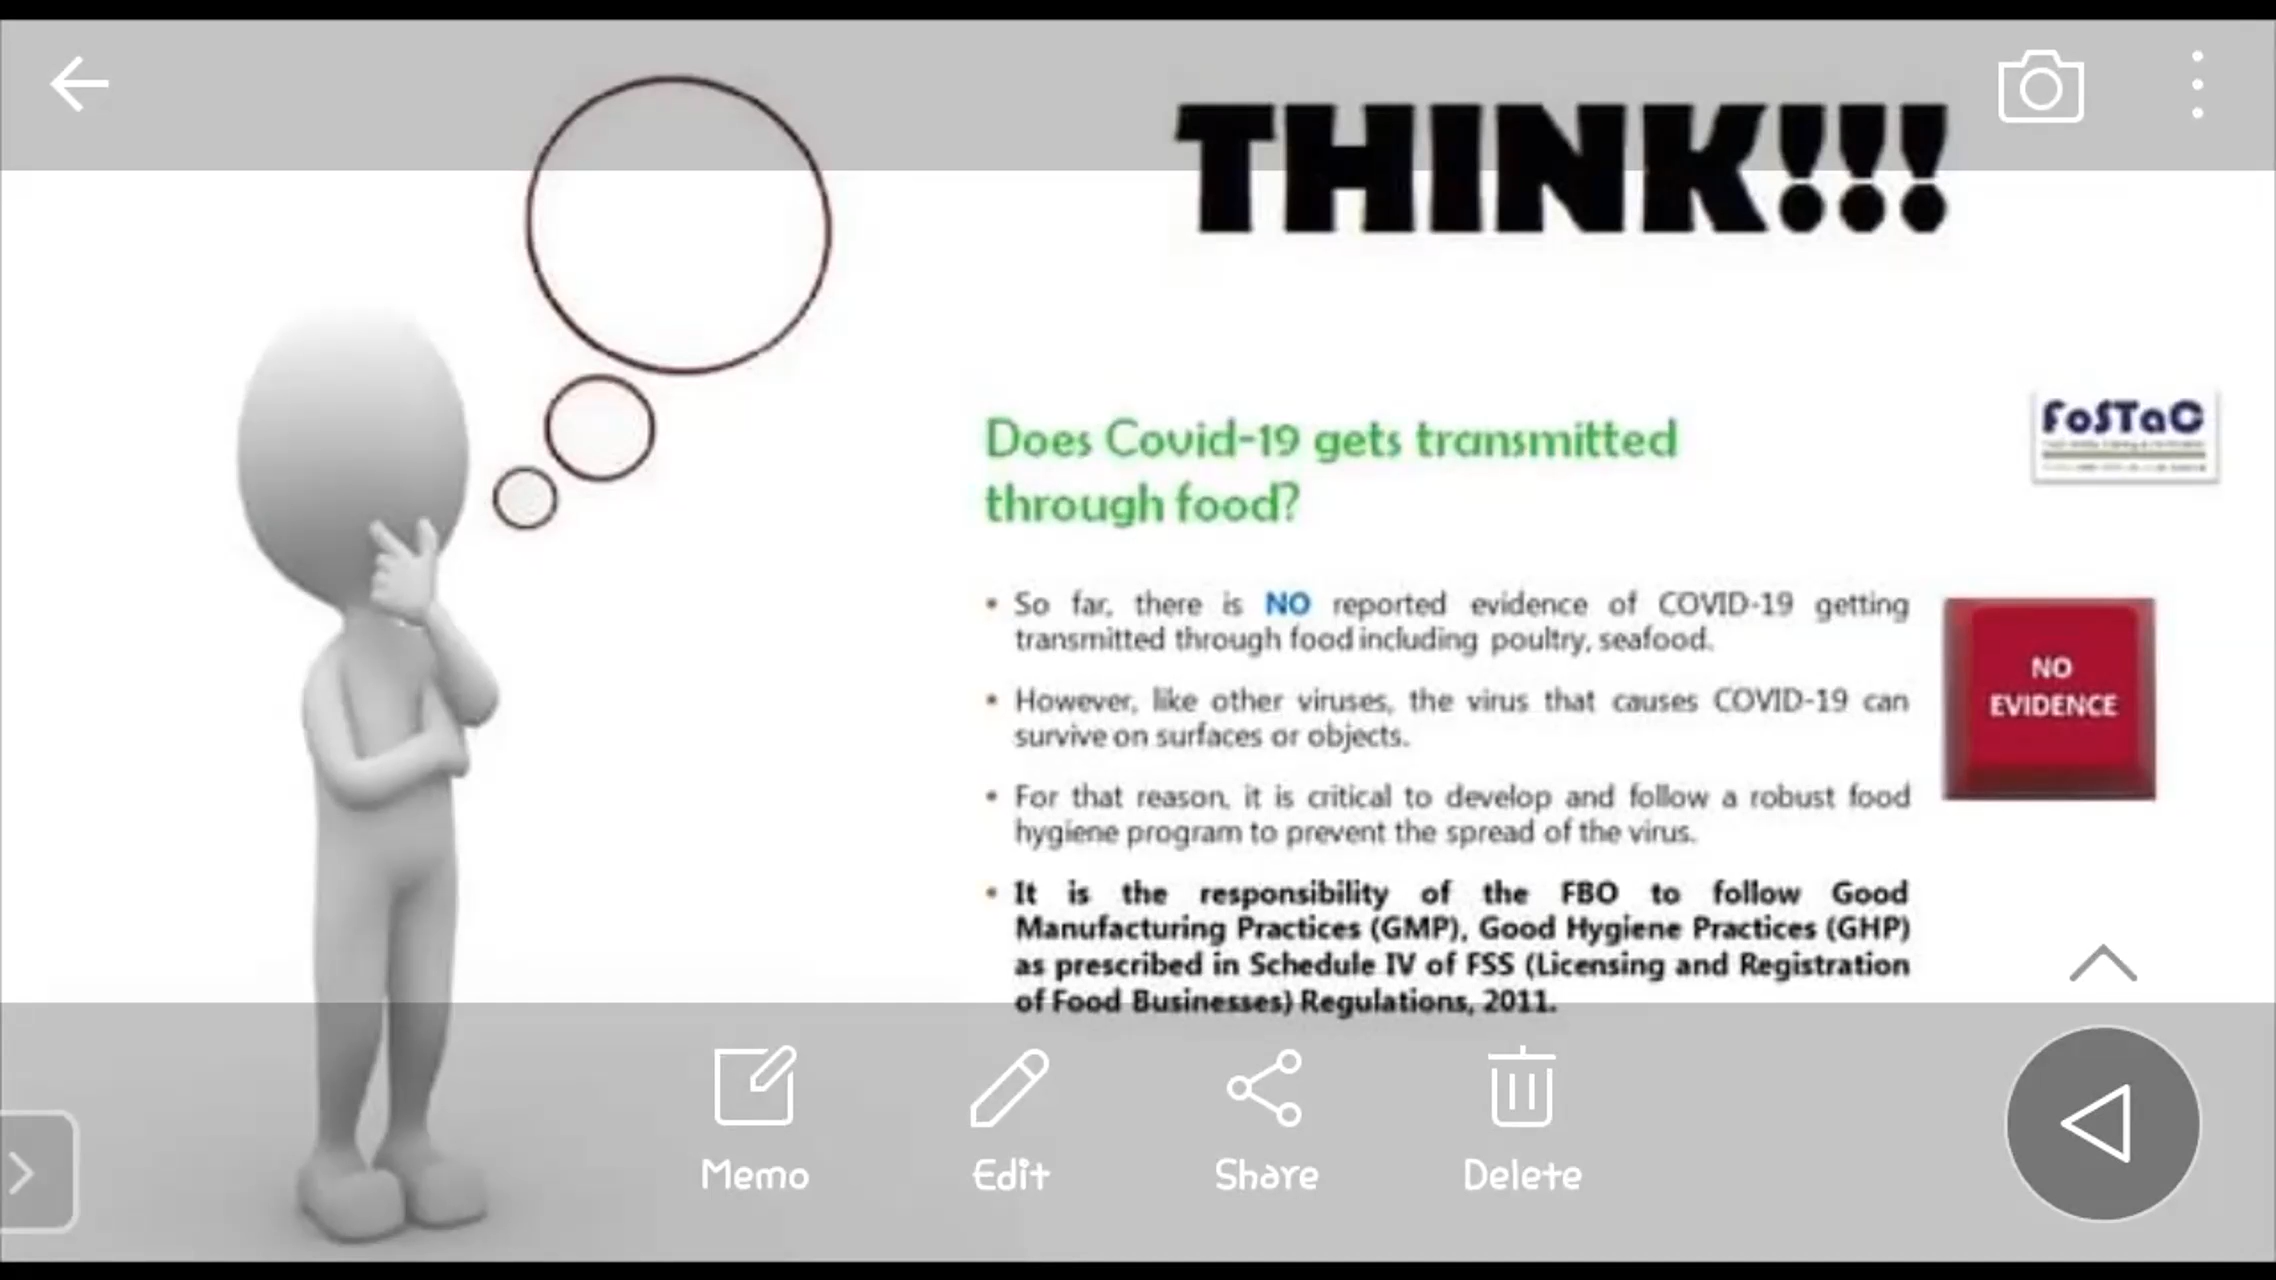 THINK!!!
Does Covid-19 gets transmitted
through food?
FoSTaC
• So far, there is NO reported evidence of COVID-19 getting
transmitted through food including poultry, seafood.
NO
EVIDENCE
• However, like other viruses, the virus that causes COVID-19 can
survive on surfaces or objects.
• For that reason, it is critical to develop and follow a robust food
hygiene program to prevent the spread of the virus.
• It is the responsibility of the FBO to follow Good
Manufacturing Practices (GMP), Good Hygiene Practices (GHP)
as prescribed in Schedule IV of FSS (Licensing and Registration
of Food Businesses) Regulations, 2011.
Memo Edit Share Delete